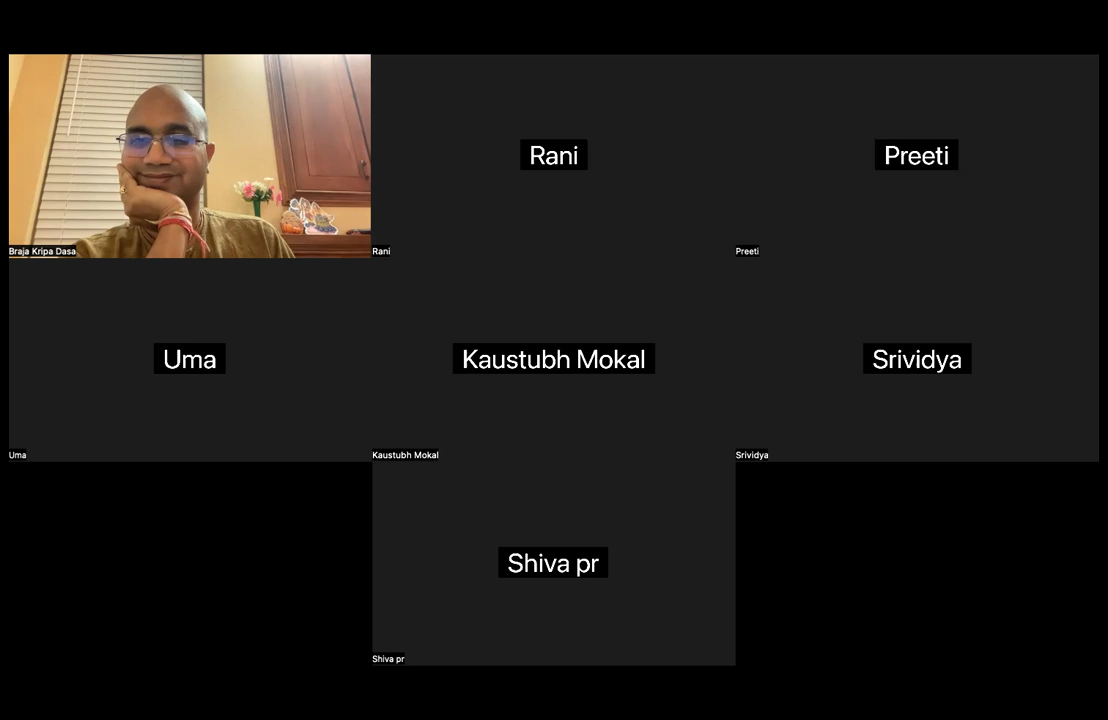 Rani
Preeti
Braja Kripa Dasa
Rani
Preeti
Uma
Kaustubh Mokal
Srividya
Uma
Kaustubh Mokal
Srividya
Shiva pr
Shiva pr